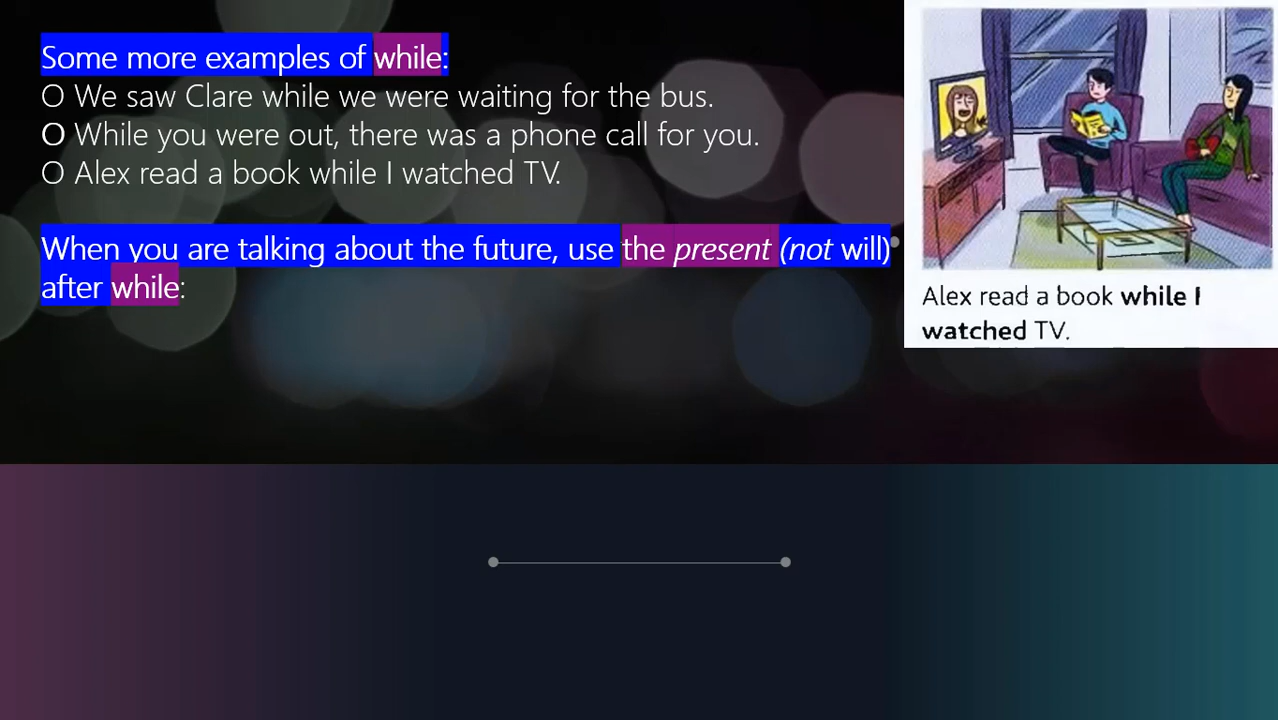 Some more examples of while:
O We saw Clare while we were waiting for the bus.
O While you were out, there was a phone call for you.
O Alex read a book while I watched TV.
When you are talking about the future, use the present (not will)
after while:
Alex read a book while I
watched TV.